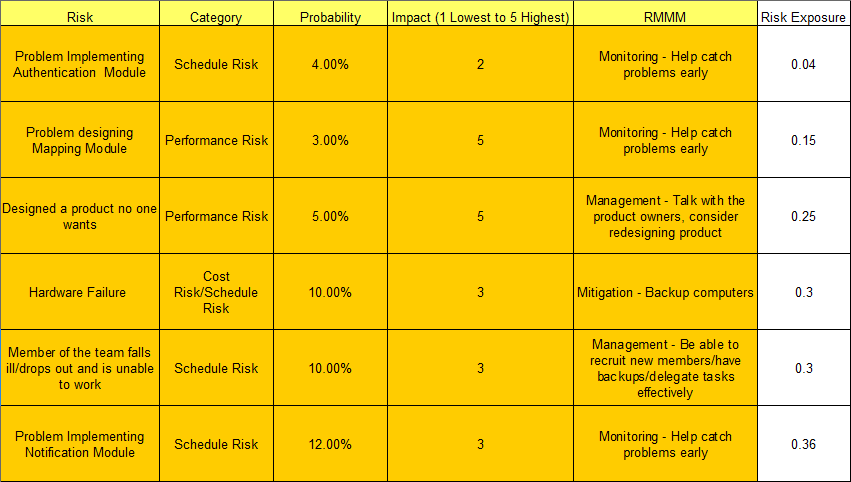 Risk Category Probability Impact (1 Lowest to 5 Highest) RMMM Risk Exposure
Problem Implementing
Authentication  Module
Schedule Risk
4.00%
2
Monitoring - Help catch
problems early
0.04
Problem designing
Mapping Module
Performance Risk
3.00%
5
Monitoring - Help catch
problems early
0.15
Designed a product no one
wants
Performance Risk
5.00%
5
Management - Talk with the
product owners, consider
redesigning product
0.25
Hardware Failure
Cost
Risk/Schedule
Risk
10.00%
3
Mitigation - Backup computers
0.3
Member of the team falls
ill/drops out and is unable
to work
Schedule Risk
10.00%
3
Management - Be able to
recruit new members/have
backups/delegate tasks
effectively
0.3
Problem Implementing
Notification Module
Schedule Risk
12.00%
3
Monitoring - Help catch
problems early
0.36